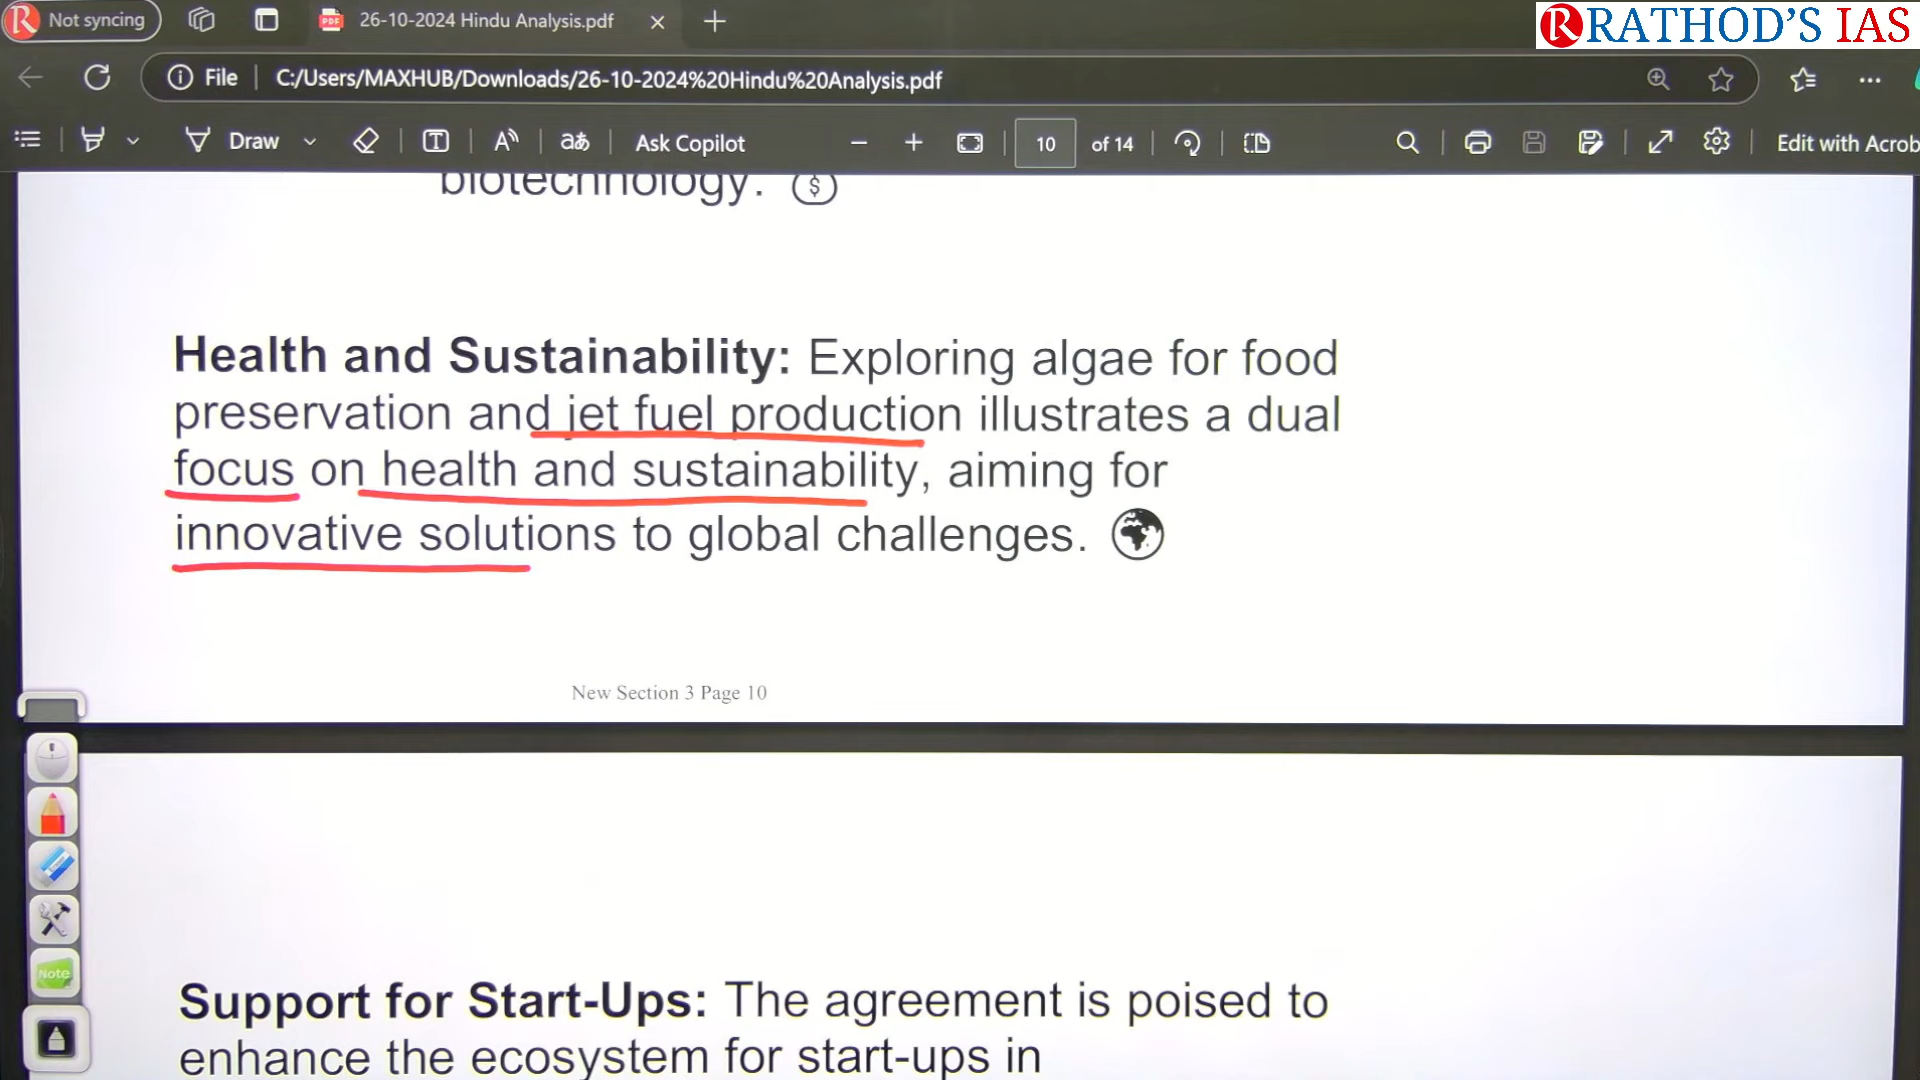 Not syncing
26-10-2024 Hindu Analysis.pdf
RATHOD'S IAS
File
C:/Users/MAXHUB/Downloads/26-10-2024%20Hindu%20Analysis.pdf
Draw
Ask Copilot
10 of 14
Edit with Acrob
biotechnology.
Health and Sustainability: Exploring algae for food
preservation and jet fuel production illustrates a dual
focus on health and sustainability, aiming for
innovative solutions to global challenges.
New Section 3 Page 10
Note
Support for Start-Ups: The agreement is poised to
enhance the ecosystem for start-ups in